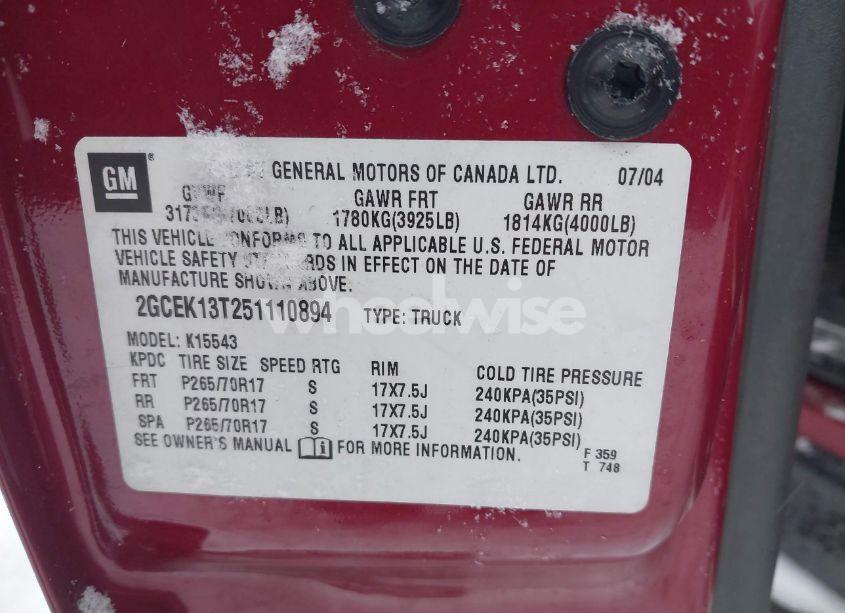 GM ®
BY GENERAL MOTORS OF CANADA LTD. 07/04
GAWR FRT GAWR RR
1780KG(3925LB) 1814KG(4000LB)
THIS VEHICLE CONFORMS TO ALL APPLICABLE U.S. FEDERAL MOTOR
VEHICLE SAFETY STANDARDS IN EFFECT ON THE DATE OF
MANUFACTURE SHOWN ABOVE.
2GCEK13T251110894 TYPE: TRUCK
MODEL: K15543
KPDC TIRE SIZE SPEED RTG RIM COLD TIRE PRESSURE
FRT P265/70R17 S 17X7.5J 240KPA(35PSI)
RR P265/70R17 S 17X7.5J 240KPA(35PSI)
SPA P265/70R17 S 17X7.5J 240KPA(35PSI)
SEE OWNER'S MANUAL FOR MORE INFORMATION.
F 359
T 748
wheelwise